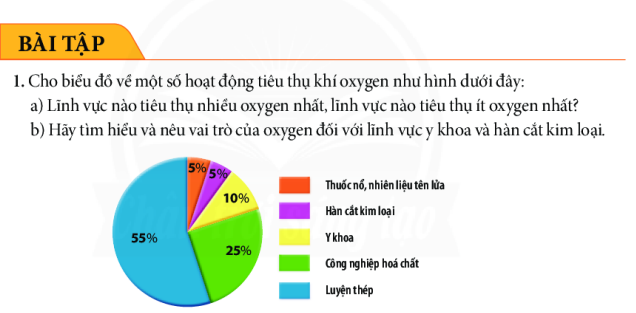 BÀI TẬP
1. Cho biểu đồ về một số hoạt động tiêu thụ khí oxygen như hình dưới đây:
a) Lĩnh vực nào tiêu thụ nhiều oxygen nhất, lĩnh vực nào tiêu thụ ít oxygen nhất?
b) Hãy tìm hiểu và nêu vai trò của oxygen đối với lĩnh vực y khoa và hàn cắt kim loại.
5%
5%
10%
25%
55%
Thuốc nổ, nhiên liệu tên lửa
Hàn cắt kim loại
Y khoa
Công nghiệp hoá chất
Luyện thép